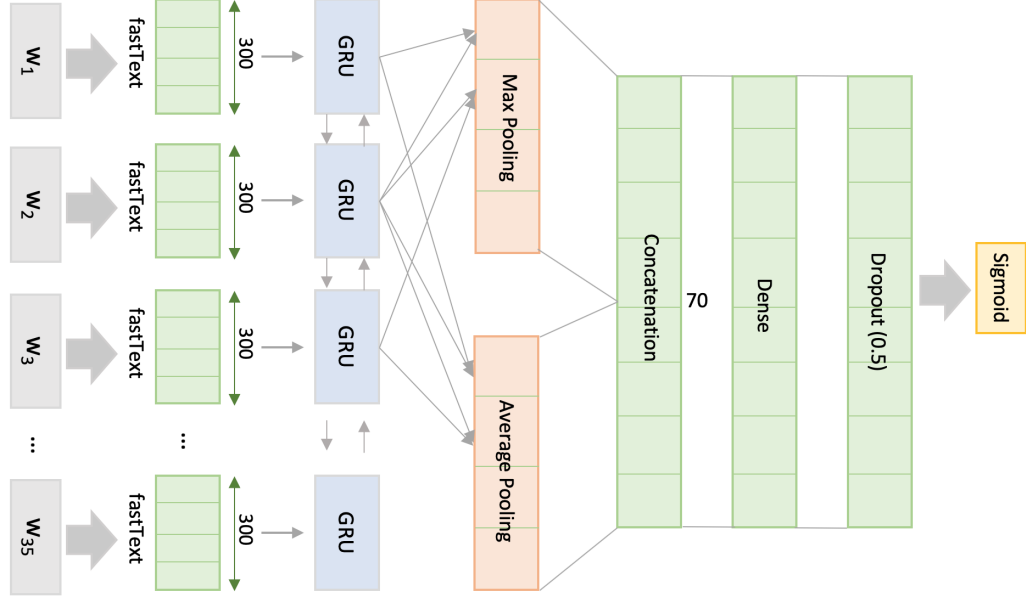 W1
fastText
300
GRU
W2
fastText
300
GRU
W3
fastText
300
GRU
...
...
W35
fastText
300
GRU
Max Pooling
Average Pooling
Concatenation
70
Dense
Dropout (0.5)
Sigmoid